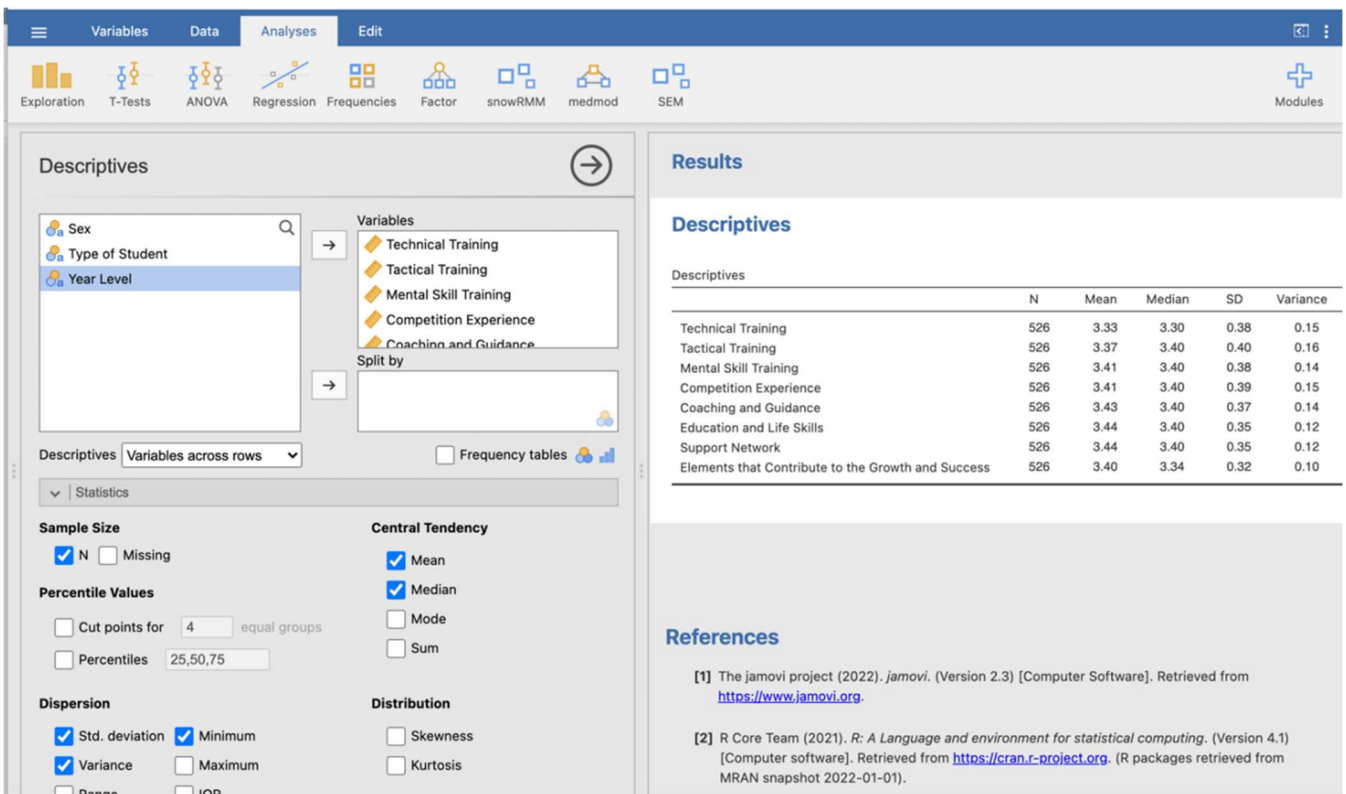 Variables Data Analyses Edit
Exploration T-Tests ANOVA Regression Frequencies Factor snowRMM medmod SEM Modules
Descriptives
Sex
Type of Student
Year Level
Variables
Technical Training
Tactical Training
Mental Skill Training
Competition Experience
Coaching and Guidance
Split by
Descriptives Variables across rows Frequency tables
Statistics
Sample Size
N Missing
Percentile Values
Cut points for 4 equal groups
Percentiles 25,50,75
Dispersion
Std. deviation Minimum
Variance Maximum
Range IQR
Central Tendency
Mean
Median
Mode
Sum
Distribution
Skewness
Kurtosis
Results
Descriptives
Descriptives
N Mean Median SD Variance
Technical Training 526 3.33 3.30 0.38 0.15
Tactical Training 526 3.37 3.40 0.40 0.16
Mental Skill Training 526 3.41 3.40 0.38 0.14
Competition Experience 526 3.41 3.40 0.39 0.15
Coaching and Guidance 526 3.43 3.40 0.37 0.14
Education and Life Skills 526 3.44 3.40 0.35 0.12
Support Network 526 3.44 3.40 0.35 0.12
Elements that Contribute to the Growth and Success 526 3.40 3.34 0.32 0.10
References
[1] The jamovi project (2022). jamovi. (Version 2.3) [Computer Software]. Retrieved from
https://www.jamovi.org.
[2] R Core Team (2021). R: A Language and environment for statistical computing. (Version 4.1)
[Computer software]. Retrieved from https://cran.r-project.org. (R packages retrieved from
MRAN snapshot 2022-01-01).